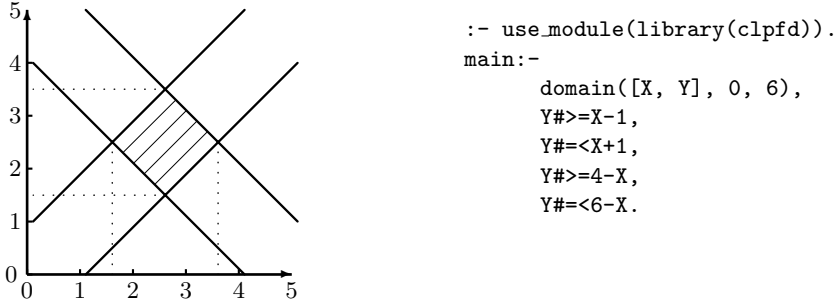 5
4
3
2
1
0
0 1 2 3 4 5
:- use_module(library(clpfd)).
main:-
domain([X, Y], 0, 6),
Y#>=X-1,
Y#=<X+1,
Y#>=4-X,
Y#=<6-X.